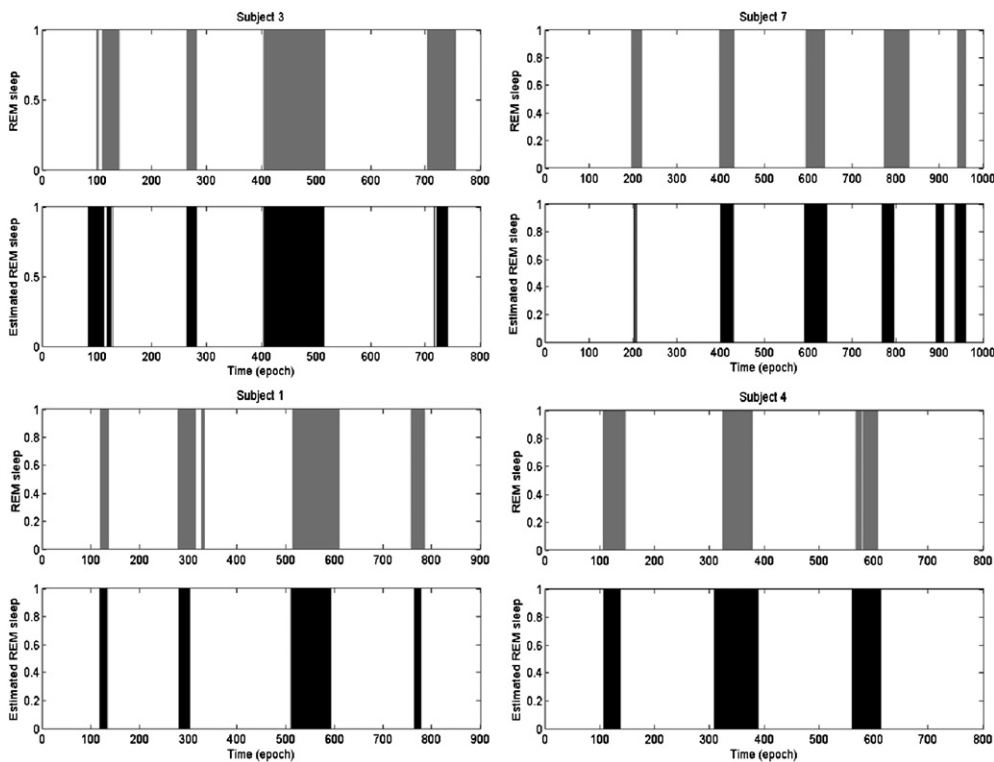 Subject 3
REM sleep
1
0.5
0
0 100 200 300 400 500 600 700 800
Estimated REM sleep
1
0.5
0
0 100 200 300 400 500 600 700 800
Time (epoch)
Subject 7
REM sleep
1
0.8
0.6
0.4
0.2
0
0 100 200 300 400 500 600 700 800 900 1000
Estimated REM sleep
1
0.8
0.6
0.4
0.2
0
0 100 200 300 400 500 600 700 800 900 1000
Time (epoch)
Subject 1
REM sleep
1
0.8
0.6
0.4
0.2
0
0 100 200 300 400 500 600 700 800 900
Estimated REM sleep
1
0.8
0.6
0.4
0.2
0
0 100 200 300 400 500 600 700 800 900
Time (epoch)
Subject 4
REM sleep
1
0.8
0.6
0.4
0.2
0
0 100 200 300 400 500 600 700 800
Estimated REM sleep
1
0.8
0.6
0.4
0.2
0
0 100 200 300 400 500 600 700 800
Time (epoch)